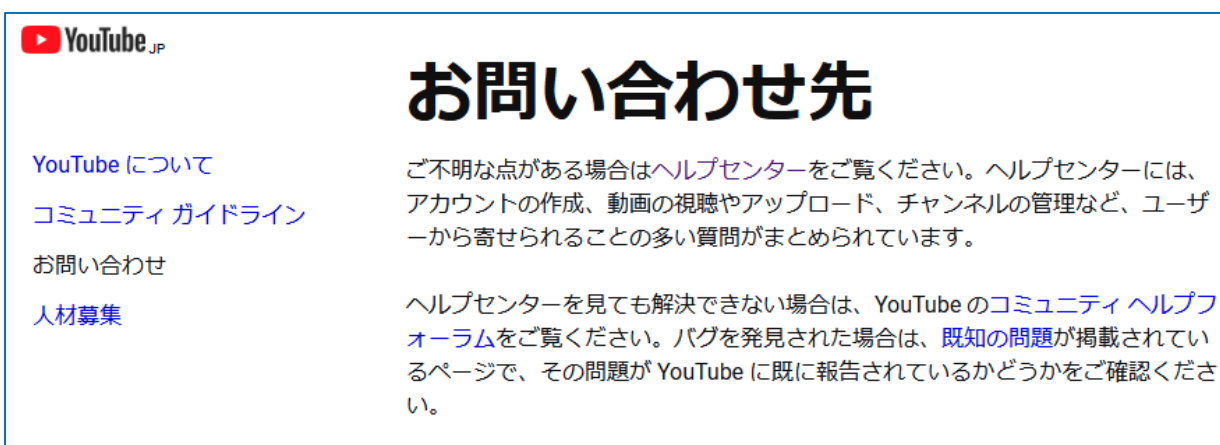 YouTube JP
お問い合わせ先
YouTube について
コミュニティ ガイドライン
お問い合わせ
人材募集
ご不明な点がある場合はヘルプセンターをご覧ください。ヘルプセンターには、
アカウントの作成、動画の視聴やアップロード、チャンネルの管理など、ユーザ
ーから寄せられることの多い質問がまとめられています。
ヘルプセンターを見ても解決できない場合は、YouTube のコミュニティ ヘルプフ
ォーラムをご覧ください。バグを発見された場合は、既知の問題が掲載されてい
るページで、その問題が YouTube に既に報告されているかどうかをご確認くださ
い。